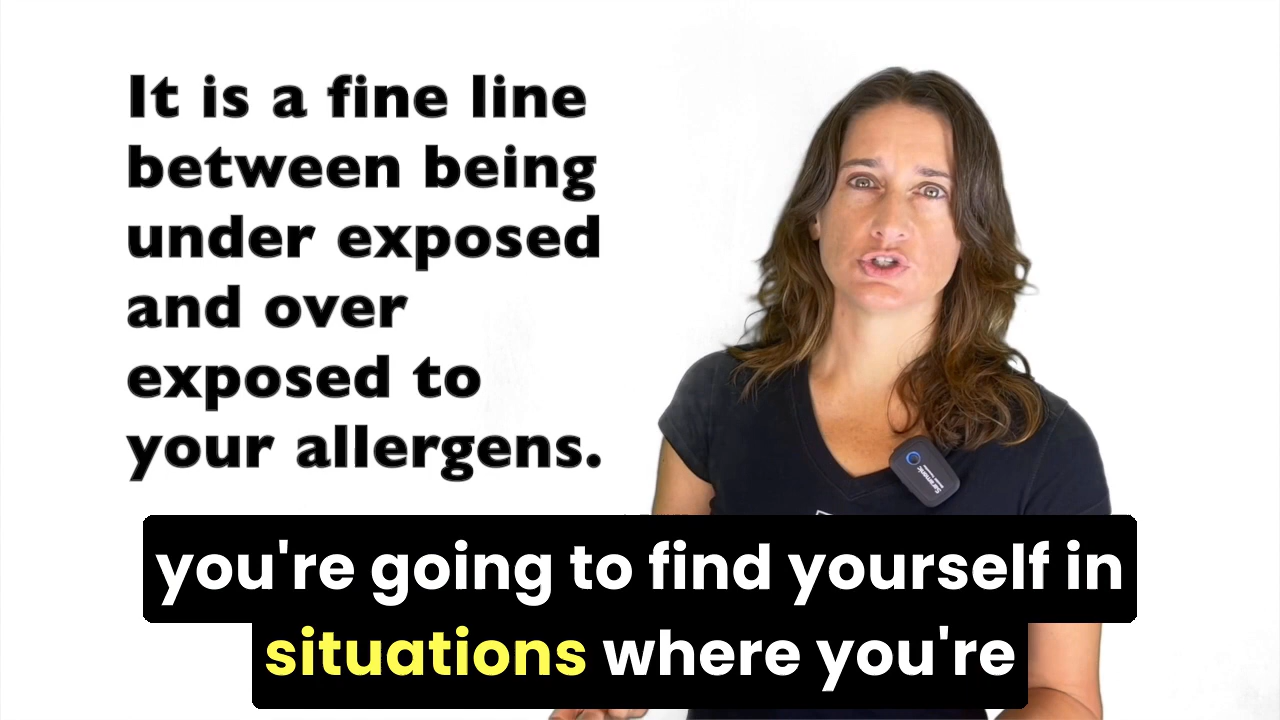 It is a fine line
between being
under exposed
and over
exposed to
your allergens.
Saramonic
you're going to find yourself in
situations where you're